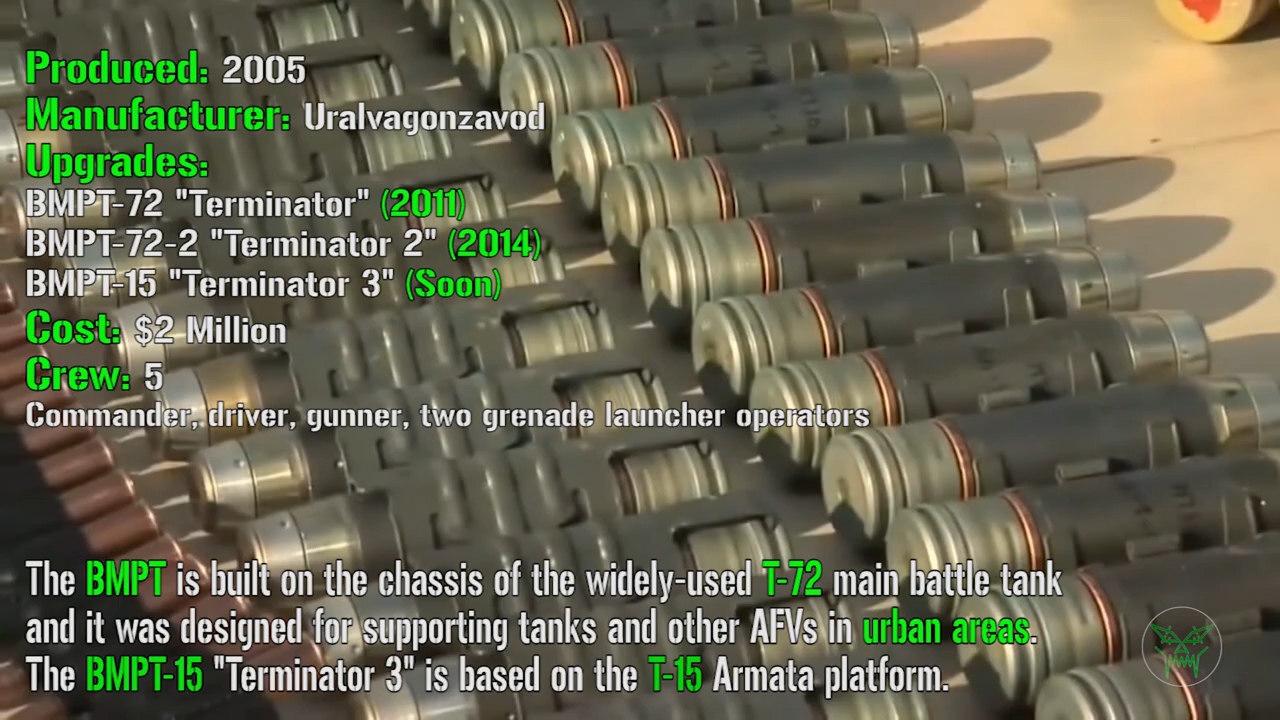 Produced: 2005
Manufacturer: Uralvagonzavod
Upgrades:
BMPT-72 "Terminator" (2011)
BMPT-72-2 "Terminator 2" (2014)
BMPT-15 "Terminator 3" (Soon)
Cost: $2 Million
Crew: 5
Commander, driver, gunner, two grenade launcher operators
The BMPT is built on the chassis of the widely-used T-72 main battle tank
and it was designed for supporting tanks and other AFVs in urban areas.
The BMPT-15 "Terminator 3" is based on the T-15 Armata platform.